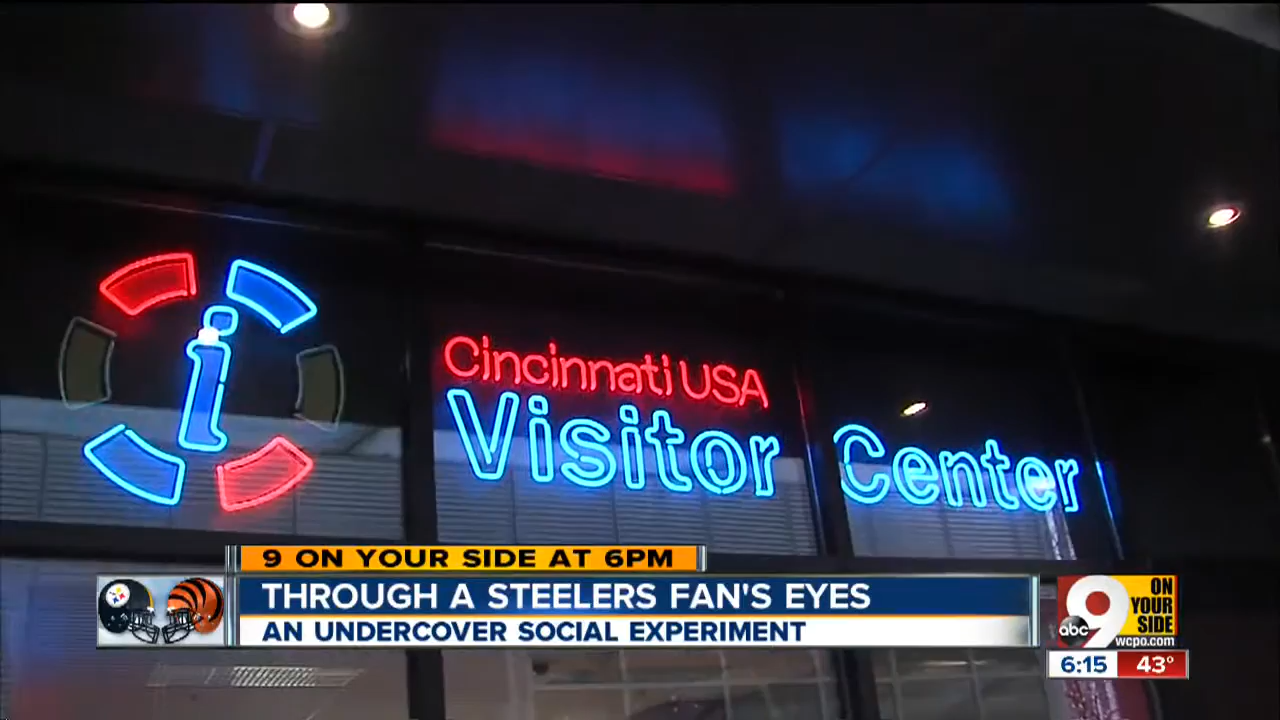 i
Cincinnati USA
Visitor Center
9 ON YOUR SIDE AT 6PM
THROUGH A STEELERS FAN'S EYES
AN UNDERCOVER SOCIAL EXPERIMENT
abc 9 ON
YOUR
SIDE
wcpo.com
6:15 43°